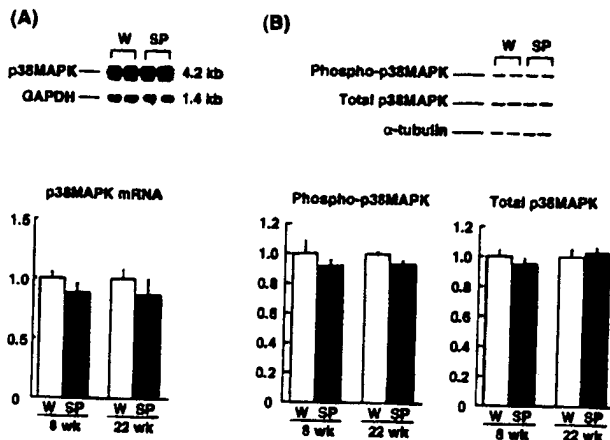 (A)
W SP
p38MAPK 4.2 kb
GAPDH 1.4 kb
p38MAPK mRNA
1.5
1.0
0.5
0
W SP W SP
8 wk 22 wk
(B)
W SP
Phospho-p38MAPK
Total p38MAPK
α-tubulin
Phospho-p38MAPK
1.2
1.0
0.8
0.6
0.4
0.2
0
W SP W SP
8 wk 22 wk
Total p38MAPK
1.2
1.0
0.8
0.6
0.4
0.2
0
W SP W SP
8 wk 22 wk